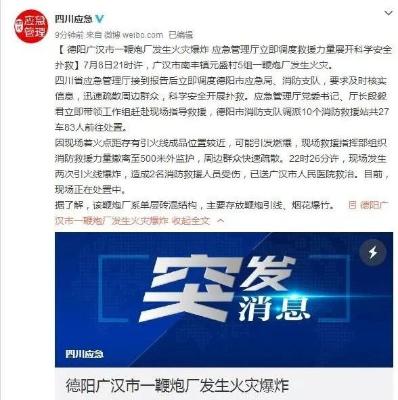 应急管理
四川应急
9分钟前 来自 微博 weibo.com
【 德阳广汉市一鞭炮厂发生火灾爆炸 应急管理厅立即调度救援力量展开科学安全
扑救】7月8日21时许，广汉市南丰镇元盛村5组一鞭炮厂发生火灾。
四川省应急管理厅接到报告后立即调度德阳市应急局、消防支队，要求及时核实
信息，迅速疏散周边群众，科学安全开展扑救。应急管理厅党委书记、厅长段毅
君立即带领工作组赶赴现场指导救援，德阳市消防支队调派10个消防救援站共27
车83人前往处置。
因现场着火点距存有引火线成品位置较近，可能引发燃爆，现场救援指挥部组织
消防救援力量撤离至500米外监护，周边群众快速疏散。22时26分许，现场发生
两次引火线爆炸，造成2名消防救援人员受伤，已送广汉市人民医院救治。目前，
现场正在处置中。
据了解，该鞭炮厂系单层砖混结构，主要存放鞭炮引线、烟花爆竹。 德阳广
汉市一鞭炮厂发生火灾爆炸 收起全文
突发
消息
四川应急
德阳广汉市一鞭炮厂发生火灾爆炸